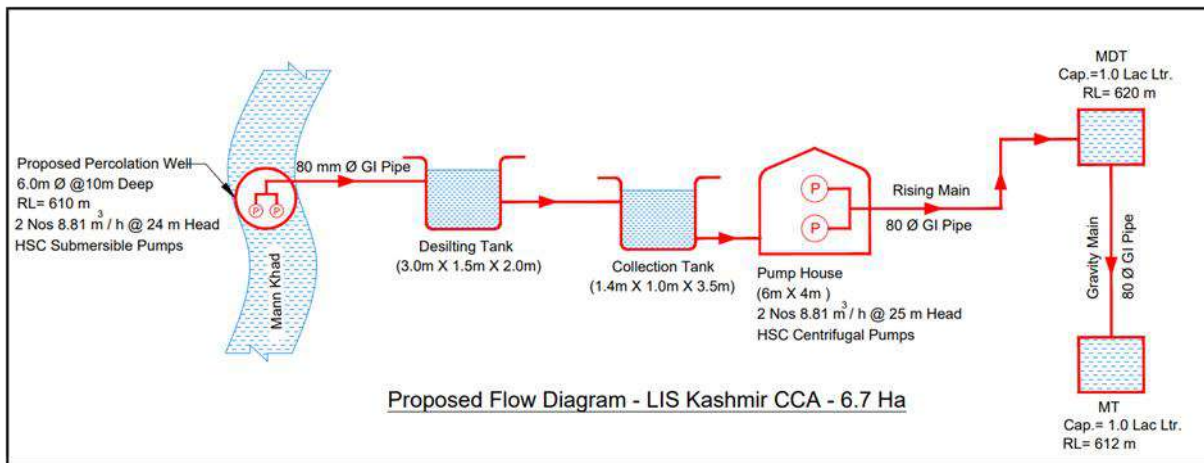 Proposed Percolation Well
6.0m Ø @10m Deep
RL= 610 m
2 Nos 8.81 m³/ h @ 24 m Head
HSC Submersible Pumps
P P
Mann Khad
80 mm Ø GI Pipe
Desilting Tank
(3.0m X 1.5m X 2.0m)
Collection Tank
(1.4m X 1.0m X 3.5m)
P
P
Pump House
(6m X 4m )
2 Nos 8.81 m³/ h @ 25 m Head
HSC Centrifugal Pumps
Rising Main
80 Ø GI Pipe
MDT
Cap.=1.0 Lac Ltr.
RL= 620 m
Gravity Main
80 Ø GI Pipe
MT
Cap.= 1.0 Lac Ltr.
RL= 612 m
Proposed Flow Diagram - LIS Kashmir CCA - 6.7 Ha